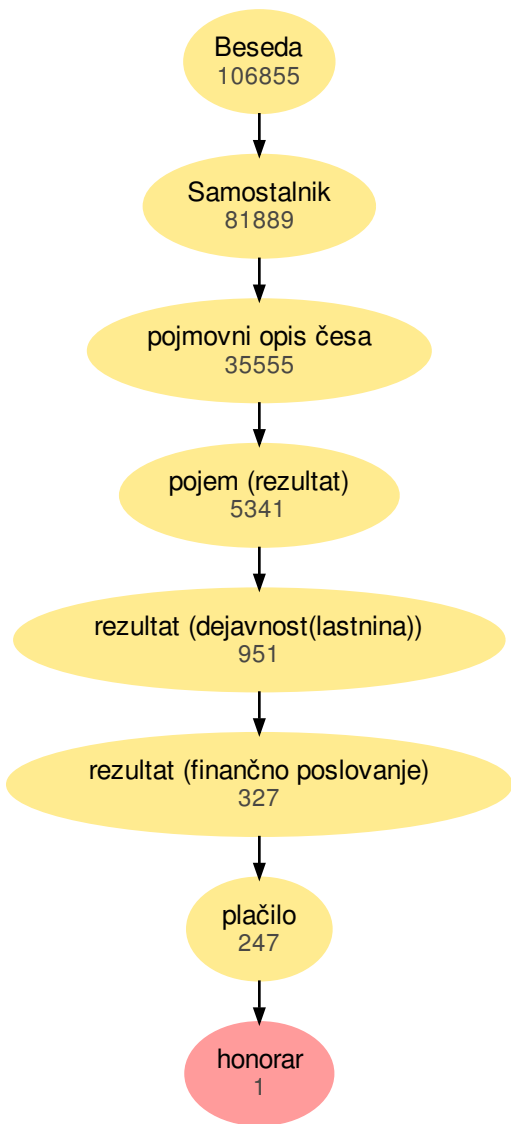 Beseda
106855
Samostalnik
81889
pojmovni opis česa
35555
pojem (rezultat)
5341
rezultat (dejavnost(lastnina))
951
rezultat (finančno poslovanje)
327
plačilo
247
honorar
1